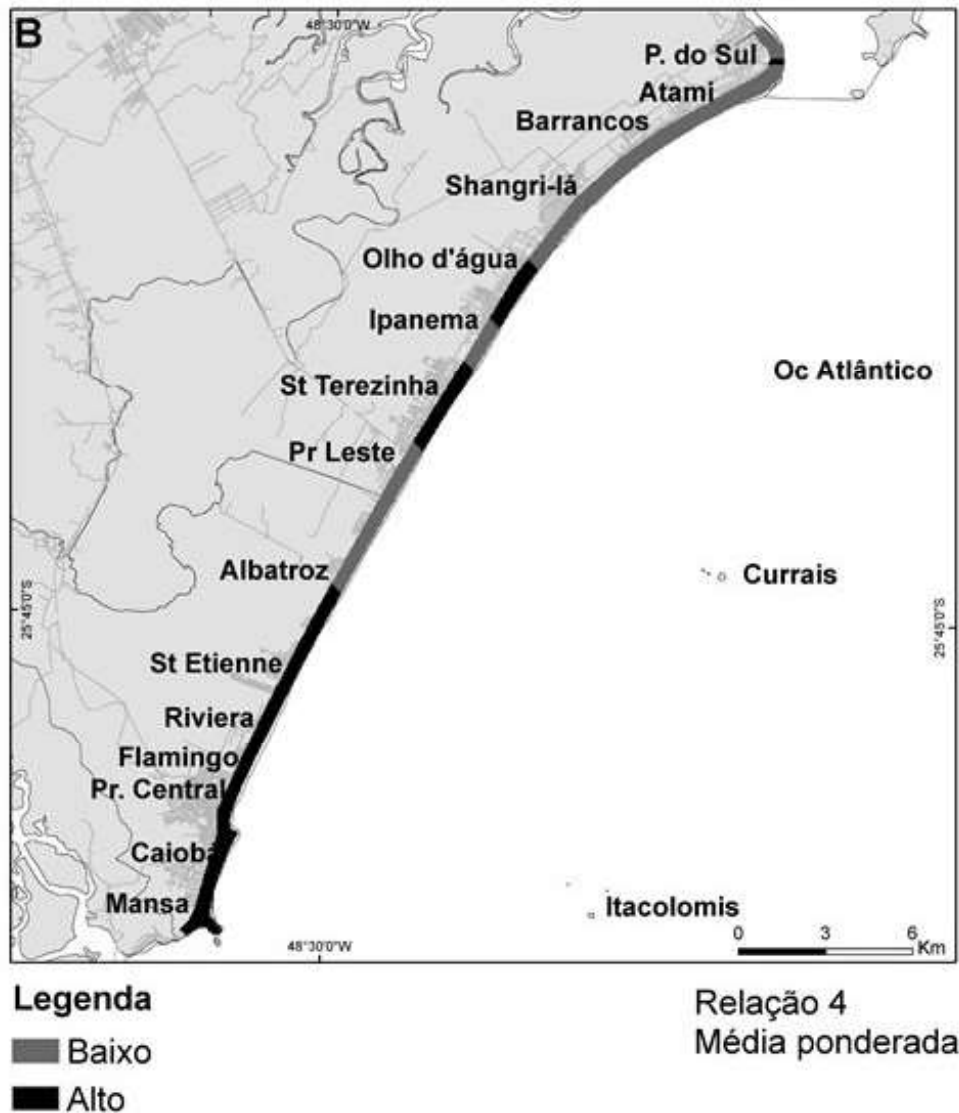 B
48°30'0"W
P. do Sul
Atami
Barrancos
Shangri-lá
Olho d'água
Ipanema
St Terezinha
Oc Atlântico
Pr Leste
Albatroz
Currais
25°45'0"S
25°45'0"S
St Etienne
Riviera
Flamingo
Pr. Central
Caiobá
Mansa
Itacolomis
48°30'0"W
0 3 6
Km
Legenda
Baixo
Alto
Relação 4
Média ponderada